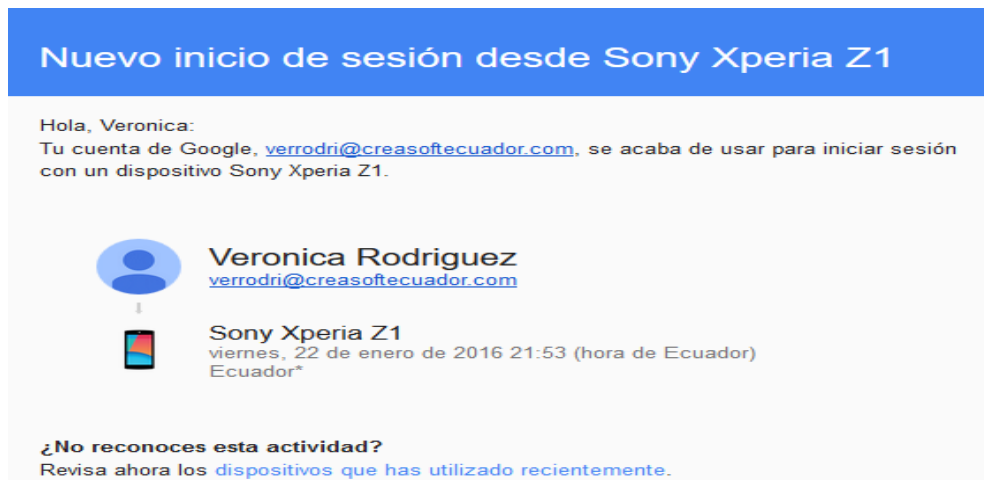 Nuevo inicio de sesión desde Sony Xperia Z1
Hola, Veronica:
Tu cuenta de Google, verrodri@creasoftecuador.com, se acaba de usar para iniciar sesión
con un dispositivo Sony Xperia Z1.
Veronica Rodriguez
verrodri@creasoftecuador.com
Sony Xperia Z1
viernes, 22 de enero de 2016 21:53 (hora de Ecuador)
Ecuador*
¿No reconoces esta actividad?
Revisa ahora los dispositivos que has utilizado recientemente.